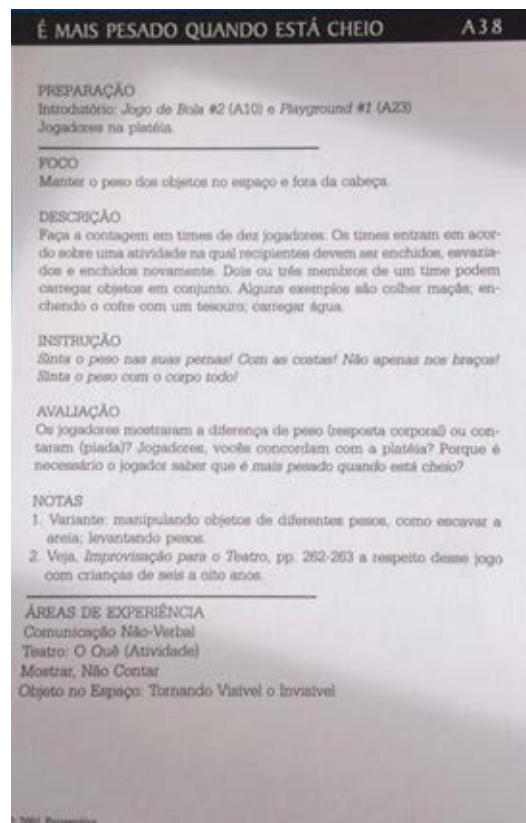 É MAIS PESADO QUANDO ESTÁ CHEIO A38
PREPARAÇÃO
Introdutório: Jogo de Bola #2 (A10) e Playground #1 (A23)
Jogadores na platéia.
FOCO
Manter o peso dos objetos no espaço e fora da cabeça.
DESCRIÇÃO
Faça a contagem em times de dez jogadores. Os times entram em acor-
do sobre uma atividade na qual recipientes devem ser enchidos, esvazia-
dos e enchidos novamente. Dois ou três membros de um time podem
carregar objetos em conjunto. Alguns exemplos são colher maçãs; en-
chendo o cofre com um tesouro; carregar água.
INSTRUÇÃO
Sinta o peso nas suas pernas! Com as costas! Não apenas nos braços!
Sinta o peso com o corpo todo!
AVALIAÇÃO
Os jogadores mostraram a diferença de peso (resposta corporal) ou con-
taram (piada)? Jogadores, vocês concordam com a platéia? Porque é
necessário o jogador saber que é mais pesado quando está cheio?
NOTAS
1. Variante: manipulando objetos de diferentes pesos, como escavar a
areia; levantando pesos.
2. Veja, Improvisação para o Teatro, pp. 262-263 a respeito desse jogo
com crianças de seis a oito anos.
ÁREAS DE EXPERIÊNCIA
Comunicação Não-Verbal
Teatro: O Quê (Atividade)
Mostrar, Não Contar
Objeto no Espaço: Tornando Visível o Invisível
2001 Perspectiva